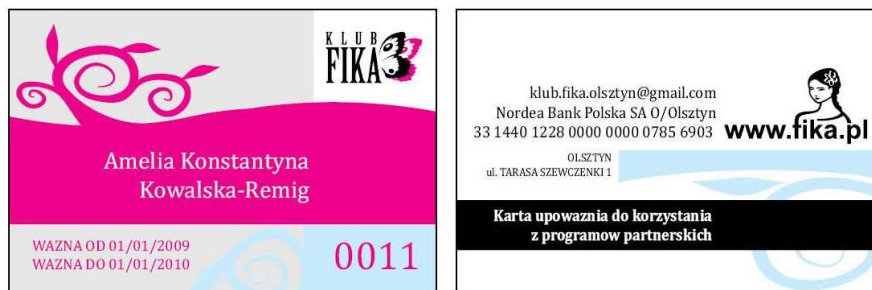 KLUB
FIKA
Amelia Konstantyna
Kowalska-Remig
WAZNA OD 01/01/2009
WAZNA DO 01/01/2010
0011
klub.fika.olsztyn@gmail.com
Nordea Bank Polska SA O/Olsztyn
33 1440 1228 0000 0000 0785 6903
www.fika.pl
OLSZTYN
ul. TARASA SZEWCZENKI 1
Karta upowaznia do korzystania
z programow partnerskich